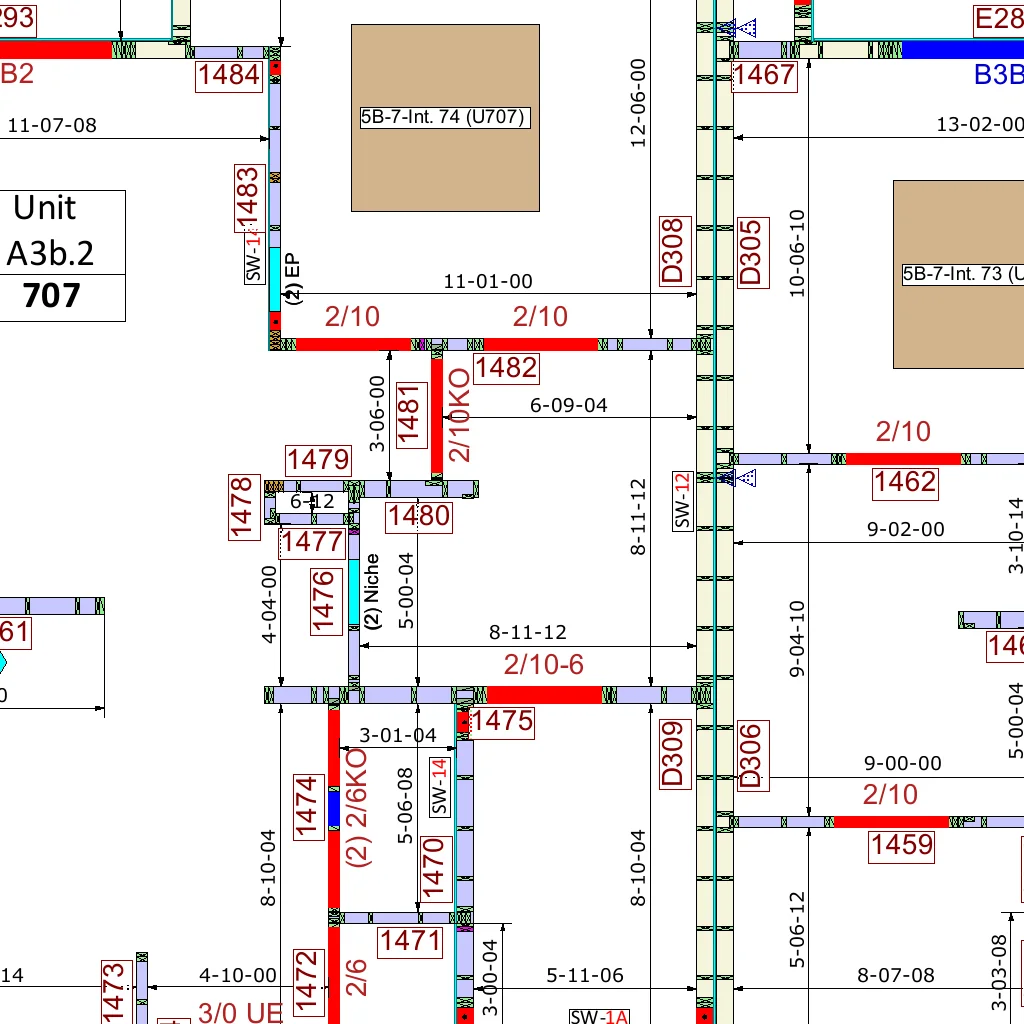 293
E28
B2
1484
1467
B3B
11-07-08
5B-7-Int. 74 (U707)
12-06-00
13-02-00
1483
SW-14
(2) EP
Unit
A3b.2
707
D308
D305
10-06-10
5B-7-Int. 73 (U
11-01-00
2/10
2/10
1482
3-06-00
1481
2/10KO
6-09-04
2/10
1462
1479
1478
6-12
1480
1477
SW-12
8-11-12
9-02-00
3-10-14
4-04-00
1476
(2) Niche
5-00-04
61
0
8-11-12
2/10-6
9-04-10
146
5-00-04
1475
3-01-04
D309
D306
9-00-00
2/10
1459
1474
(2) 2/6KO
5-06-08
SW-14
1470
8-10-04
8-10-04
1471
5-06-12
14
1473
4-10-00
1472
2/6
3-00-04
5-11-06
8-07-08
3-03-08
3/0 UE
SW-1A